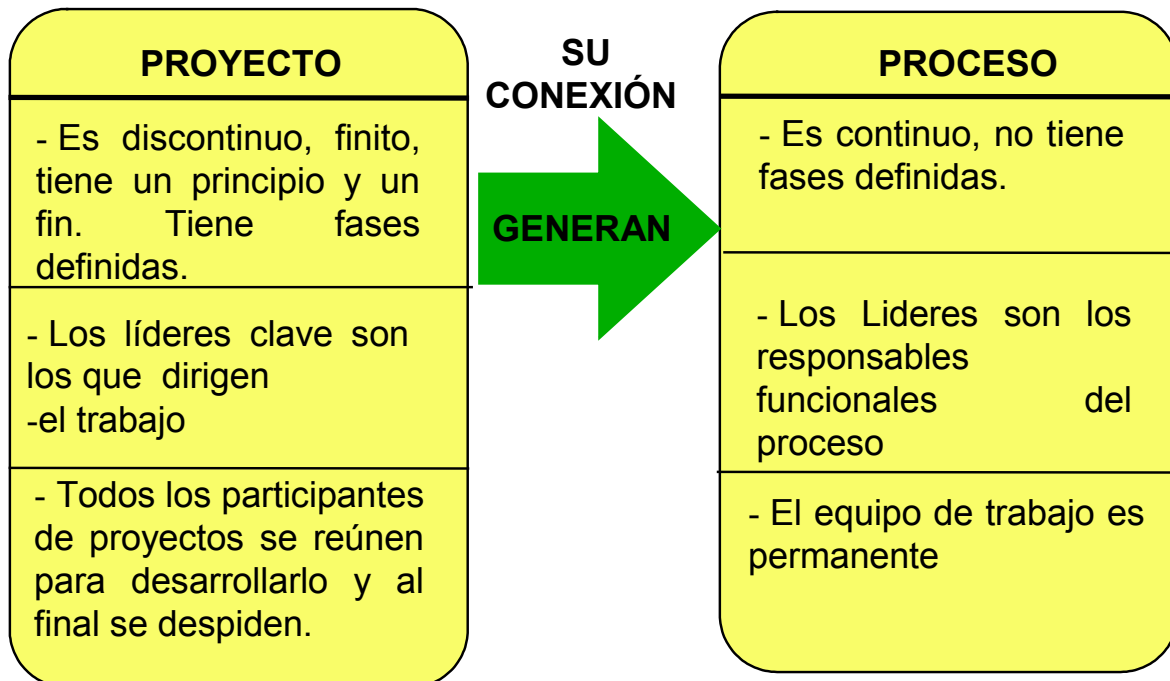 PROYECTO
- Es discontinuo, finito,
tiene un principio y un
fin. Tiene fases
definidas.
- Los líderes clave son
los que dirigen
-el trabajo
- Todos los participantes
de proyectos se reúnen
para desarrollarlo y al
final se despiden.
SU
CONEXIÓN
GENERAN
PROCESO
- Es continuo, no tiene
fases definidas.
- Los Lideres son los
responsables
funcionales del
proceso
- El equipo de trabajo es
permanente